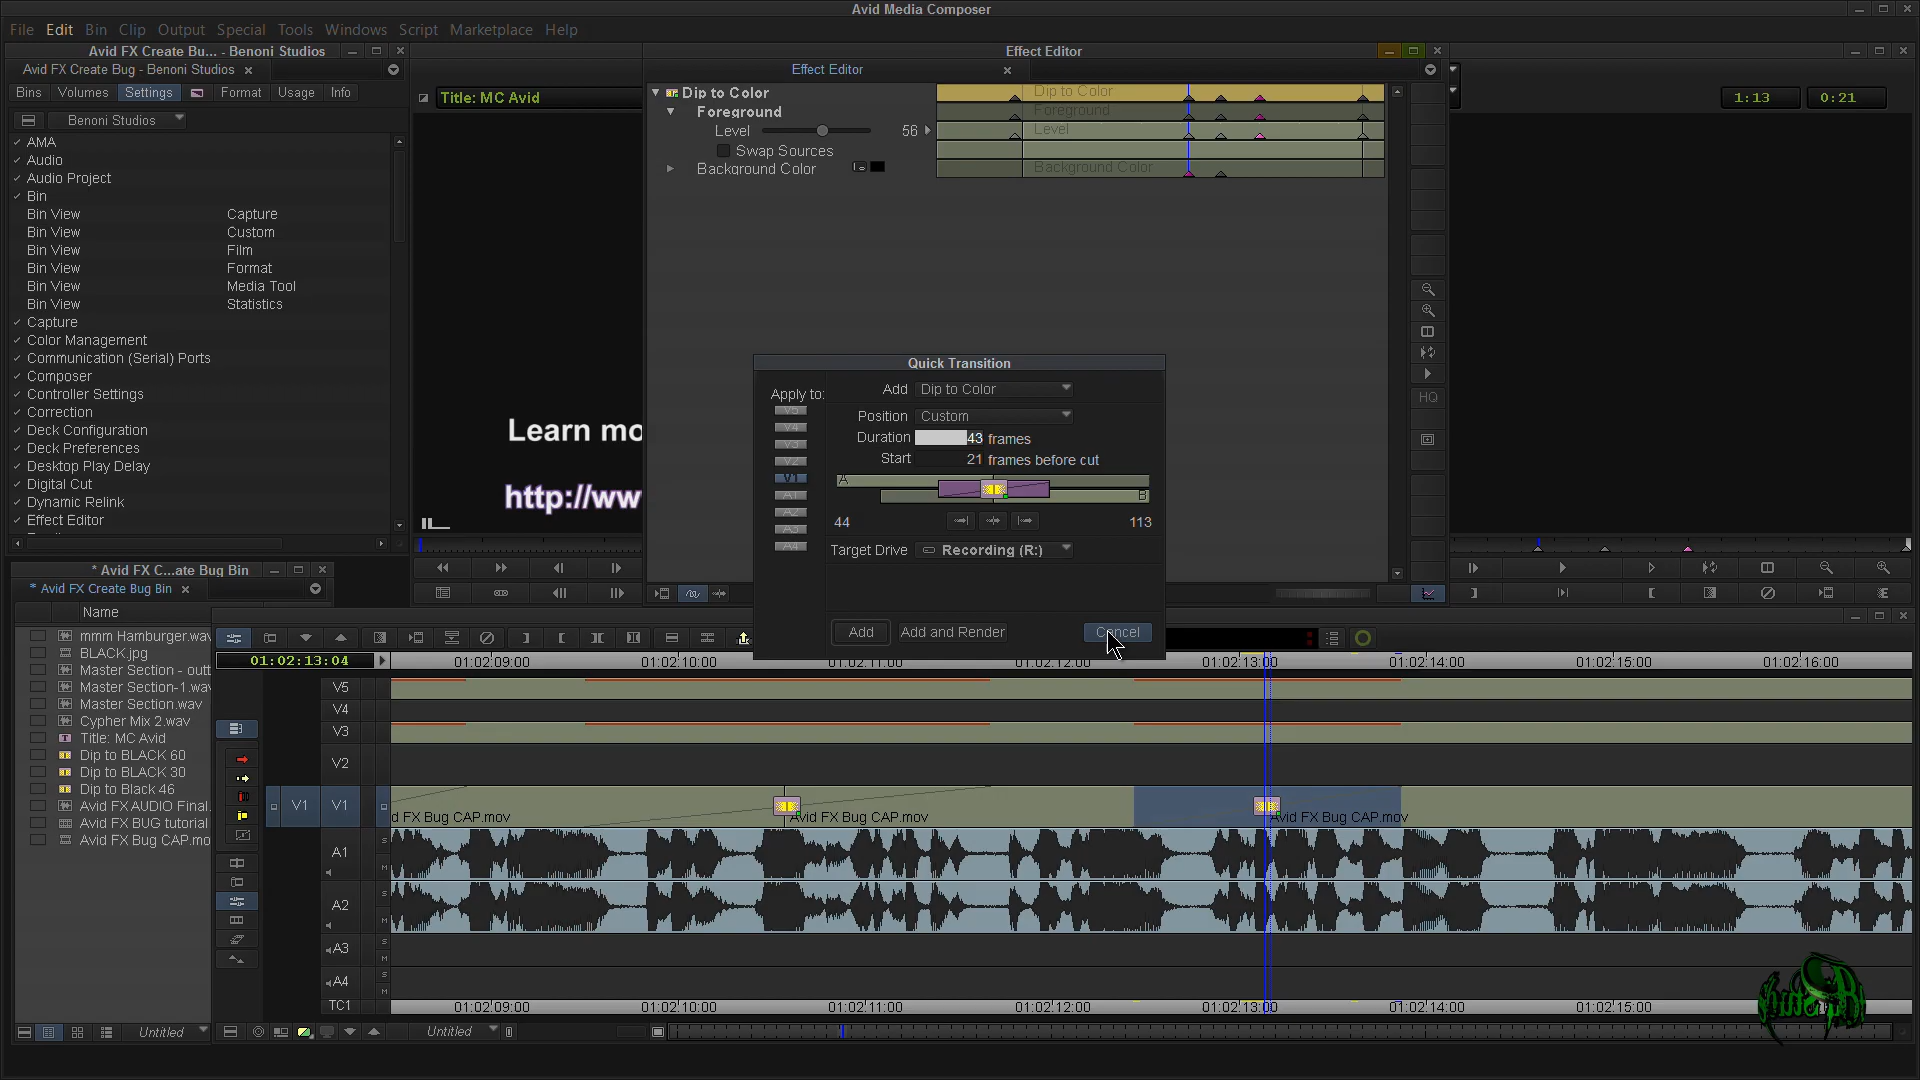 Avid Media Composer
File Edit Bin Clip Output Special Tools Windows Script Marketplace Help
Avid FX Create Bu... - Benoni Studios
Avid FX Create Bug - Benoni Studios
Bins Volumes Settings Format Usage Info
Benoni Studios
AMA
Audio
Audio Project
Bin
Bin View Capture
Bin View Custom
Bin View Film
Bin View Format
Bin View Media Tool
Bin View Statistics
Capture
Color Management
Communication (Serial) Ports
Composer
Controller Settings
Correction
Deck Configuration
Deck Preferences
Desktop Play Delay
Digital Cut
Dynamic Relink
Effect Editor
Title: MC Avid
Learn mo
http://ww
Effect Editor
Effect Editor
Dip to Color
Foreground
Level 56
Swap Sources
Background Color
Dip to Color
Foreground
Level
Background Color
HQ
1:13 0:21
Quick Transition
Apply to:
V5
V4
V3
V2
V1
A1
A2
A3
A4
Add Dip to Color
Position Custom
Duration 43 frames
Start 21 frames before cut
A
B
44 113
Target Drive Recording (R:)
Add Add and Render Cancel
* Avid FX C...ate Bug Bin
* Avid FX Create Bug Bin
Name
mmm Hamburger.wav
BLACK.jpg
Master Section - outt
Master Section-1.wav
Master Section.wav
Cypher Mix 2.wav
Title: MC Avid
Dip to BLACK 60
Dip to BLACK 30
Dip to Black 46
Avid FX AUDIO Final.
Avid FX BUG tutorial
Avid FX Bug CAP.mo
Untitled
01:02:13:04
01:02:09:00 01:02:10:00 01:02:11:00 01:02:12:00 01:02:13:00 01:02:14:00 01:02:15:00 01:02:16:00
V5
V4
V3
V2
V1 V1
d FX Bug CAP.mov Avid FX Bug CAP.mov Avid FX Bug CAP.mov
A1
S
M
A2
S
M
A3
S
M
A4
S
M
TC1
01:02:09:00 01:02:10:00 01:02:11:00 01:02:12:00 01:02:13:00 01:02:14:00 01:02:15:00
Untitled